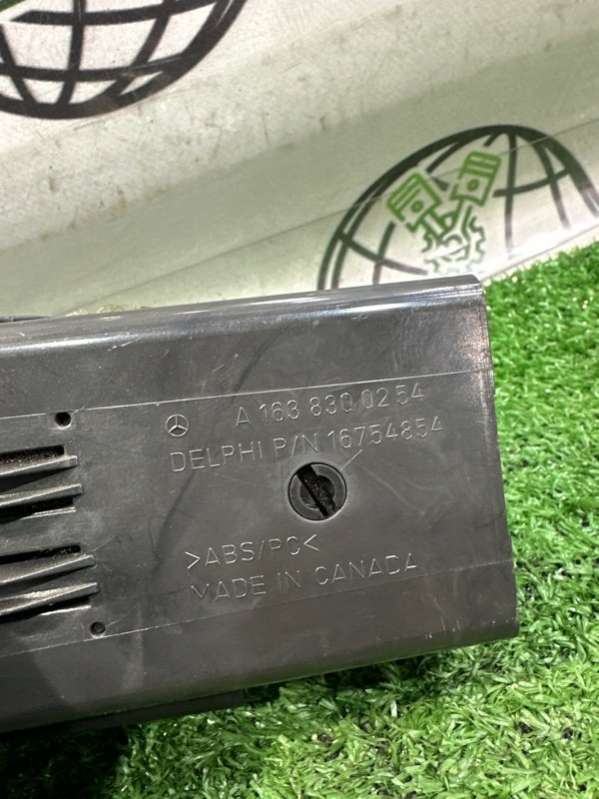 A 163 830 02 54
DELPHI P/N 16754854
>ABS/PC<
MADE IN CANADA